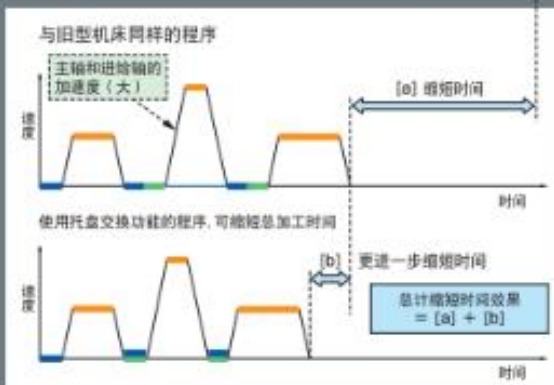 与旧型机床同样的程序
主轴和进给轴的
加速度（大）
[a] 缩短时间
速度
时间
使用托盘交换功能的程序，可缩短总加工时间
[b]
更进一步缩短时间
速度
总计缩短时间效果
= [a] + [b]
时间